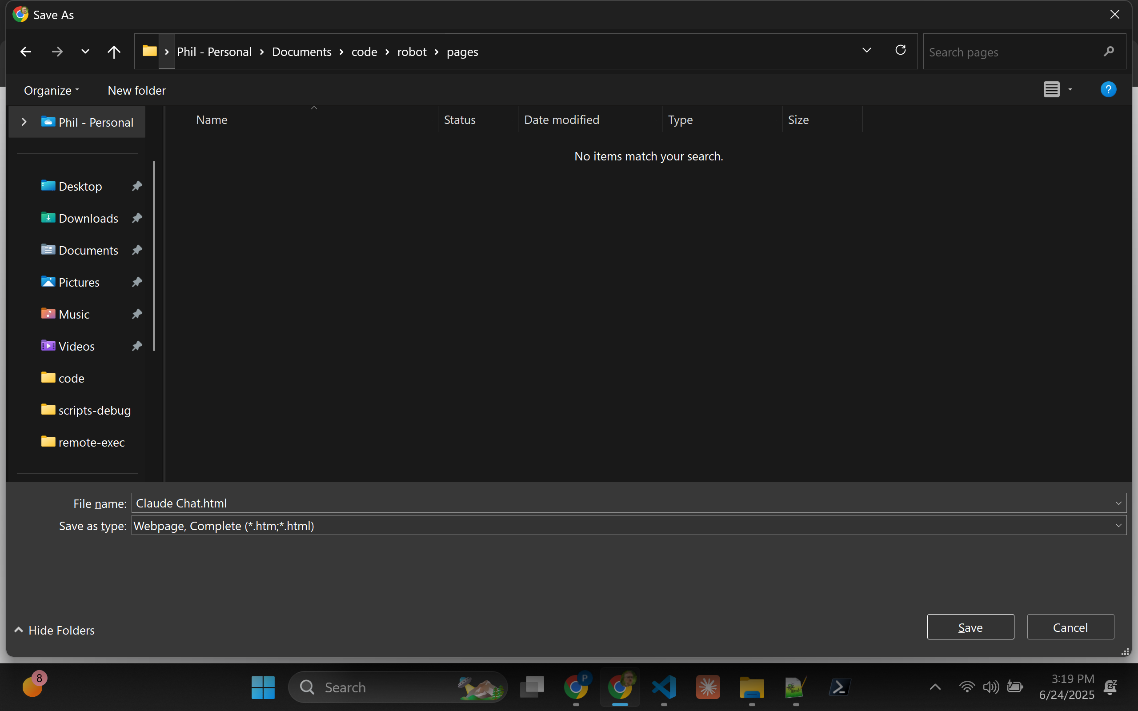 Save As
Phil - Personal > Documents > code > robot > pages
Search pages
Organize
New folder
Phil - Personal
Name Status Date modified Type Size
No items match your search.
Desktop
Downloads
Documents
Pictures
Music
Videos
code
scripts-debug
remote-exec
File name: Claude Chat.html
Save as type: Webpage, Complete (*.htm;*.html)
Hide Folders
Save Cancel
8
Search
P
3:19 PM
6/24/2025